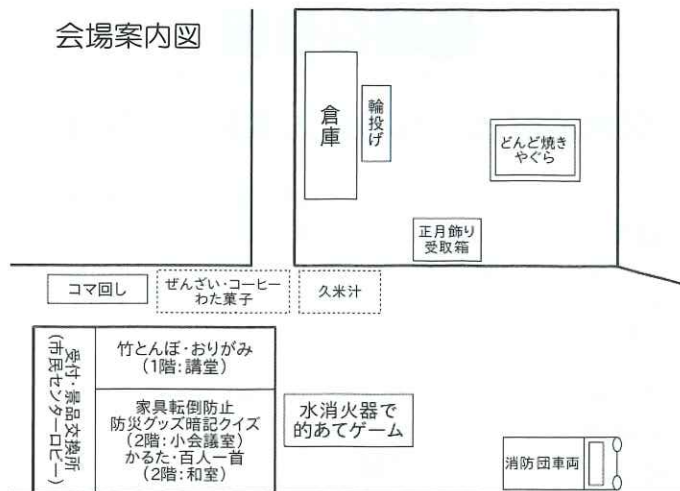 会場案内図
倉庫
輪投げ
どんど焼き
やぐら
正月飾り
受取箱
コマ回し
ぜんざい・コーヒー
わた菓子
久米汁
受付・景品交換所
(市民センターロビー)
竹とんぼ・おりがみ
(1階:講堂)
家具転倒防止
防災グッズ暗記クイズ
(2階:小会議室)
かるた・百人一首
(2階:和室)
水消火器で
的あてゲーム
消防団車両